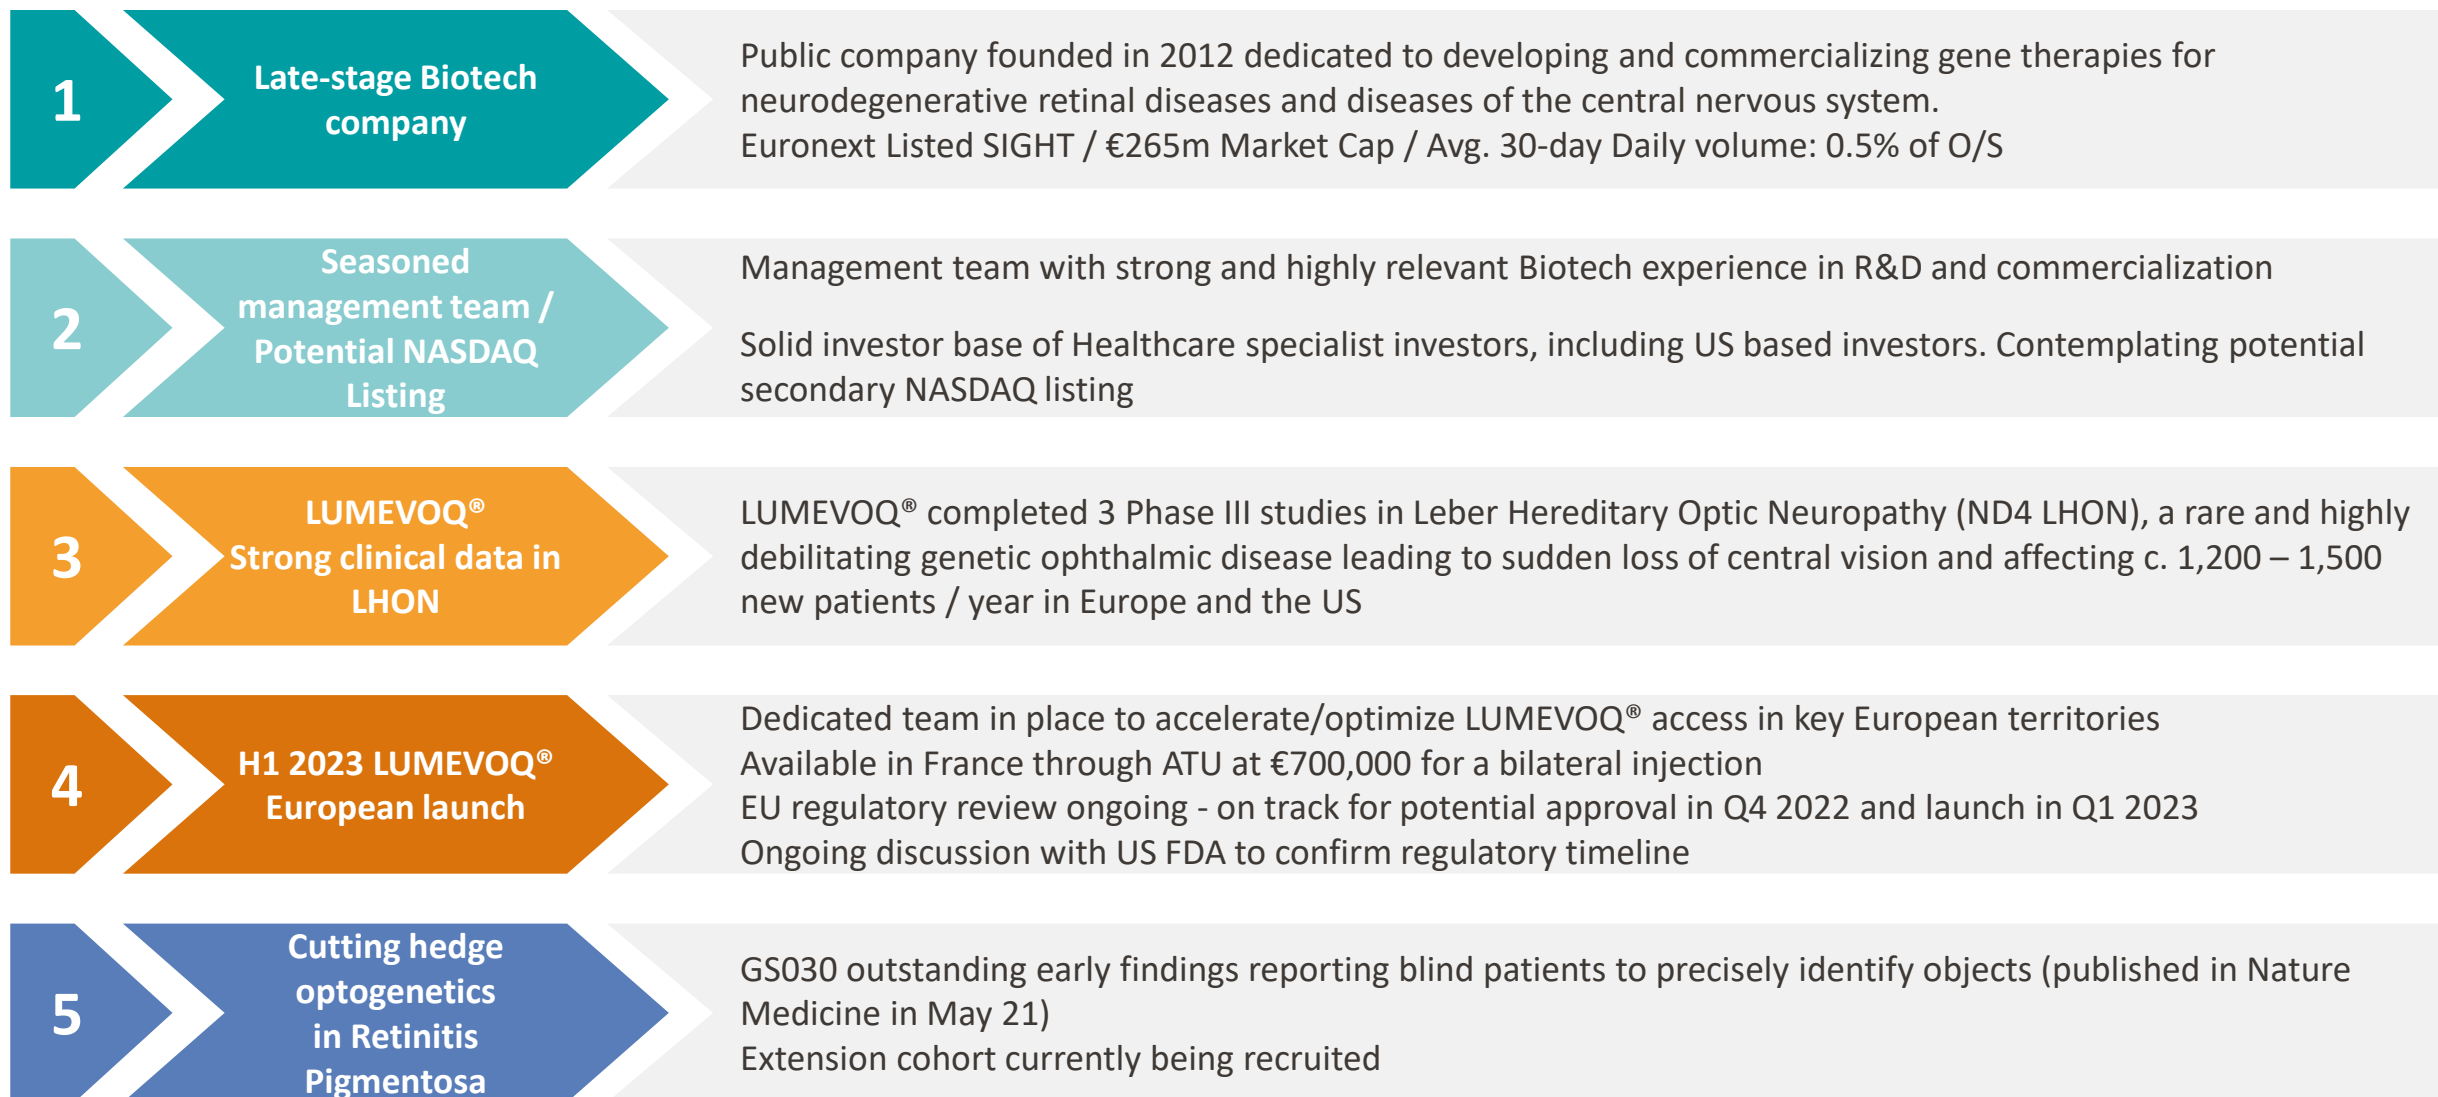 1
Late-stage Biotech
company
Public company founded in 2012 dedicated to developing and commercializing gene therapies for
neurodegenerative retinal diseases and diseases of the central nervous system.
Euronext Listed SIGHT / €265m Market Cap / Avg. 30-day Daily volume: 0.5% of O/S
2
Seasoned
management team /
Potential NASDAQ
Listing
Management team with strong and highly relevant Biotech experience in R&D and commercialization
Solid investor base of Healthcare specialist investors, including US based investors. Contemplating potential
secondary NASDAQ listing
3
LUMEVOQ®
Strong clinical data in
LHON
LUMEVOQ® completed 3 Phase III studies in Leber Hereditary Optic Neuropathy (ND4 LHON), a rare and highly
debilitating genetic ophthalmic disease leading to sudden loss of central vision and affecting c. 1,200 – 1,500
new patients / year in Europe and the US
4
H1 2023 LUMEVOQ®
European launch
Dedicated team in place to accelerate/optimize LUMEVOQ® access in key European territories
Available in France through ATU at €700,000 for a bilateral injection
EU regulatory review ongoing - on track for potential approval in Q4 2022 and launch in Q1 2023
Ongoing discussion with US FDA to confirm regulatory timeline
5
Cutting hedge
optogenetics
in Retinitis
Pigmentosa
GS030 outstanding early findings reporting blind patients to precisely identify objects (published in Nature
Medicine in May 21)
Extension cohort currently being recruited